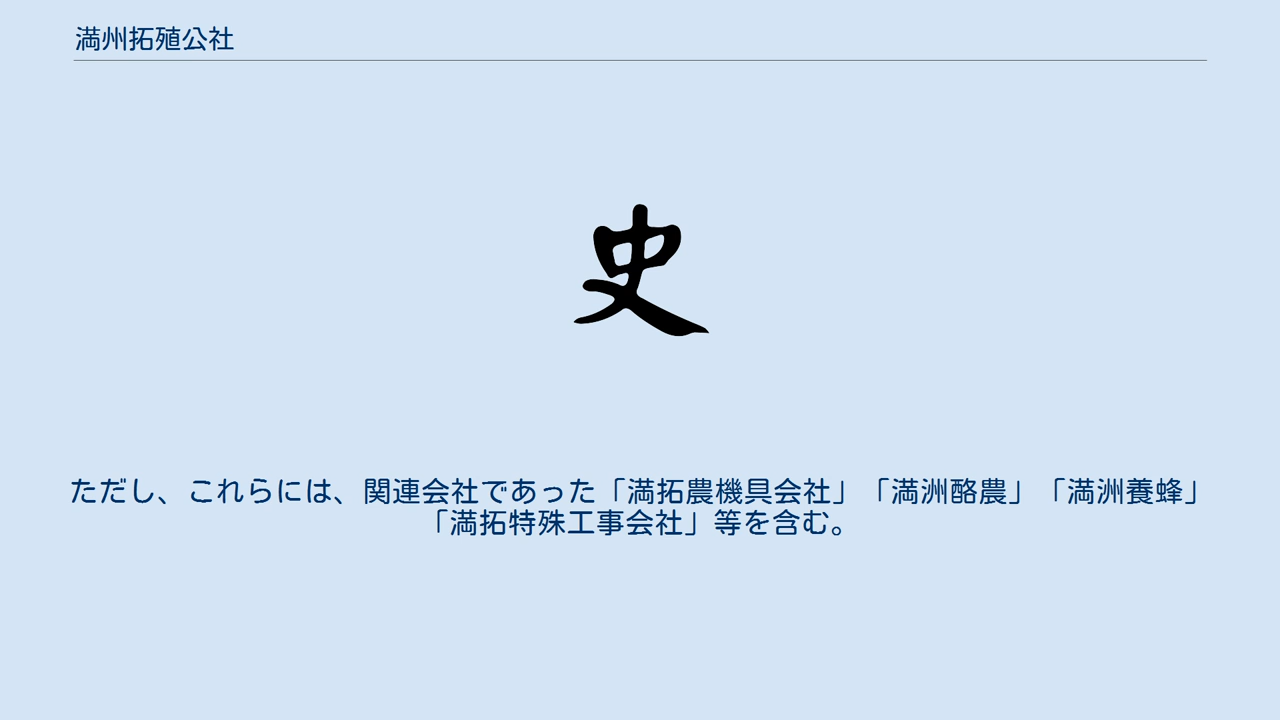 満州拓殖公社
史
ただし、これらには、関連会社であった「満拓農機具会社」「満洲酪農」「満洲養蜂」
「満拓特殊工事会社」等を含む。